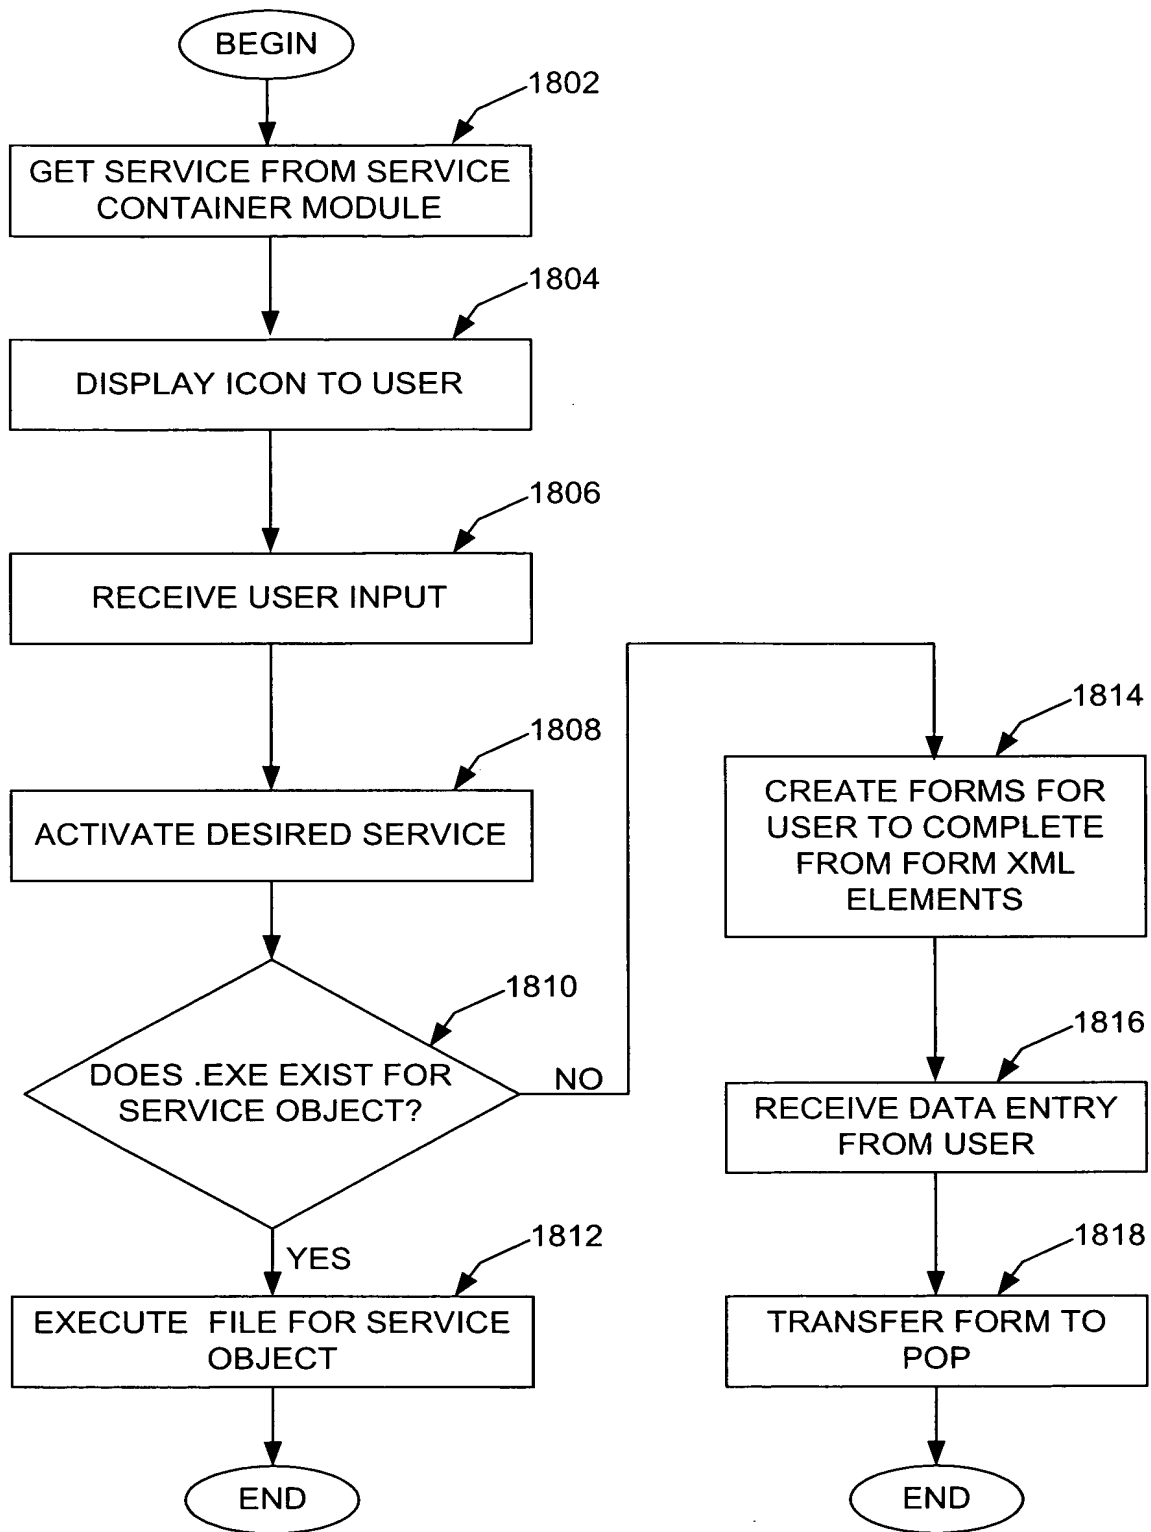 BEGIN
1802
GET SERVICE FROM SERVICE
CONTAINER MODULE
1804
DISPLAY ICON TO USER
1806
RECEIVE USER INPUT
1808
ACTIVATE DESIRED SERVICE
1810
DOES .EXE EXIST FOR
SERVICE OBJECT?
NO
YES
1812
EXECUTE FILE FOR SERVICE
OBJECT
END
1814
CREATE FORMS FOR
USER TO COMPLETE
FROM FORM XML
ELEMENTS
1816
RECEIVE DATA ENTRY
FROM USER
1818
TRANSFER FORM TO
POP
END